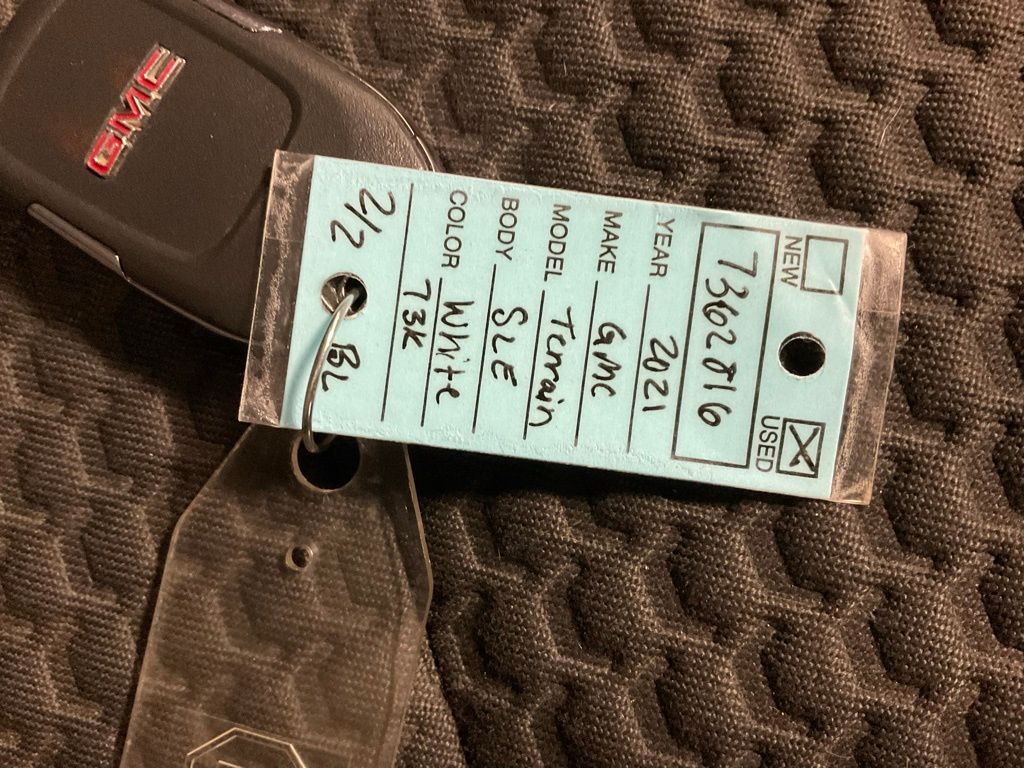 GMC
NEW USED
7362816
YEAR 2021
MAKE GMC
MODEL Terrain
BODY SLE
COLOR White
73K
2/2 BL